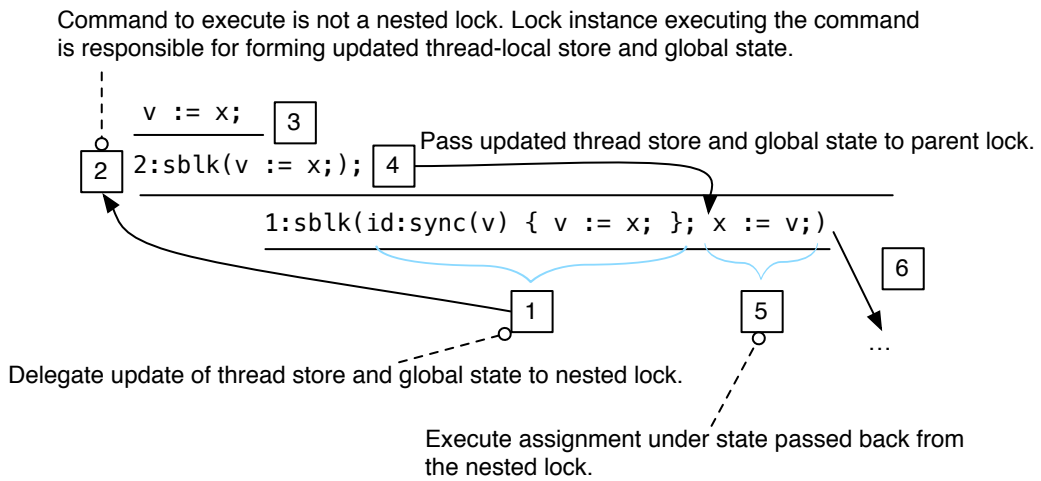 Command to execute is not a nested lock. Lock instance executing the command
is responsible for forming updated thread-local store and global state.
v := x;
3
Pass updated thread store and global state to parent lock.
2
2:sblk(v := x;);
4
1:sblk(id:sync(v) { v := x; }; x := v;)
6
1
5
...
Delegate update of thread store and global state to nested lock.
Execute assignment under state passed back from
the nested lock.